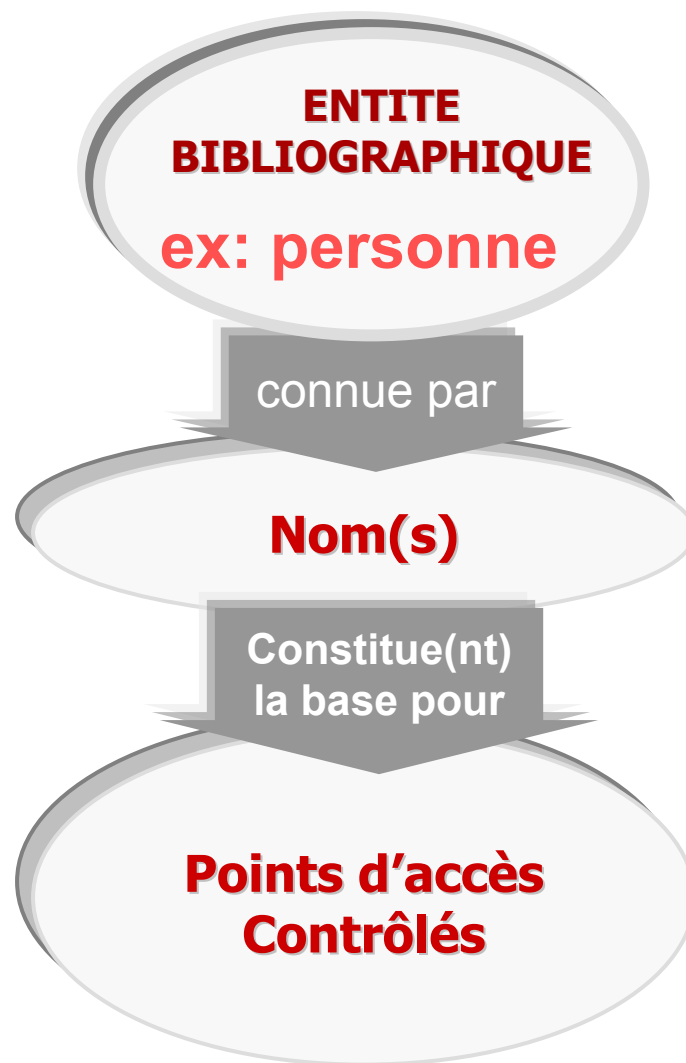 ENTITE
BIBLIOGRAPHIQUE
ex: personne
connue par
Nom(s)
Constitue(nt)
la base pour
Points d’accès
Contrôlés